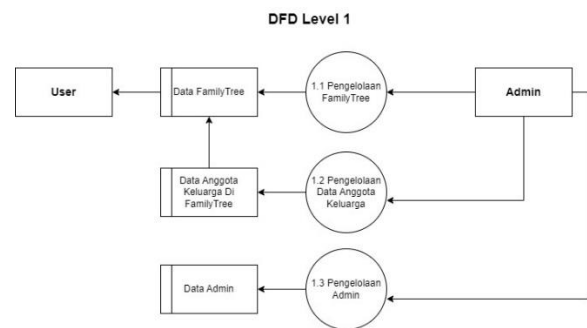 DFD Level 1
User
Data FamilyTree
1.1 Pengelolaan
FamilyTree
Admin
Data Anggota
Keluarga Di
FamilyTree
1.2 Pengelolaan
Data Anggota
Keluarga
Data Admin
1.3 Pengelolaan
Admin